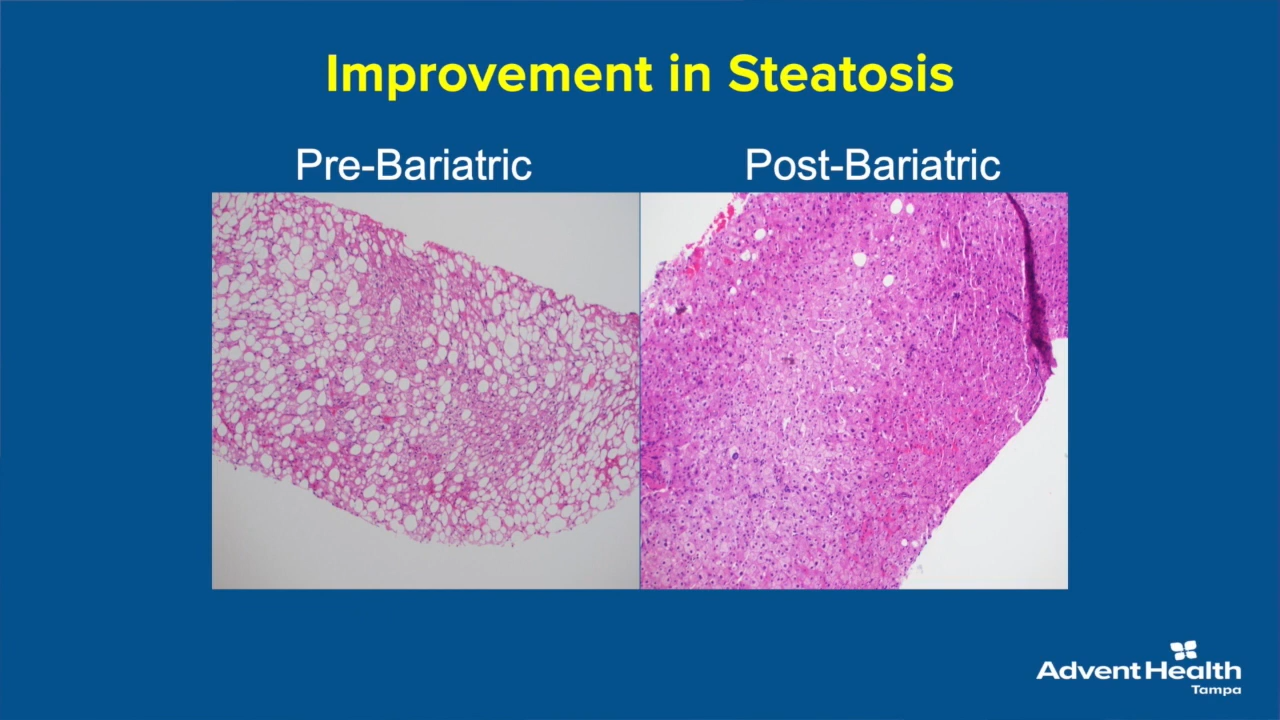 Improvement in Steatosis
Pre-Bariatric
Post-Bariatric
AdventHealth
Tampa